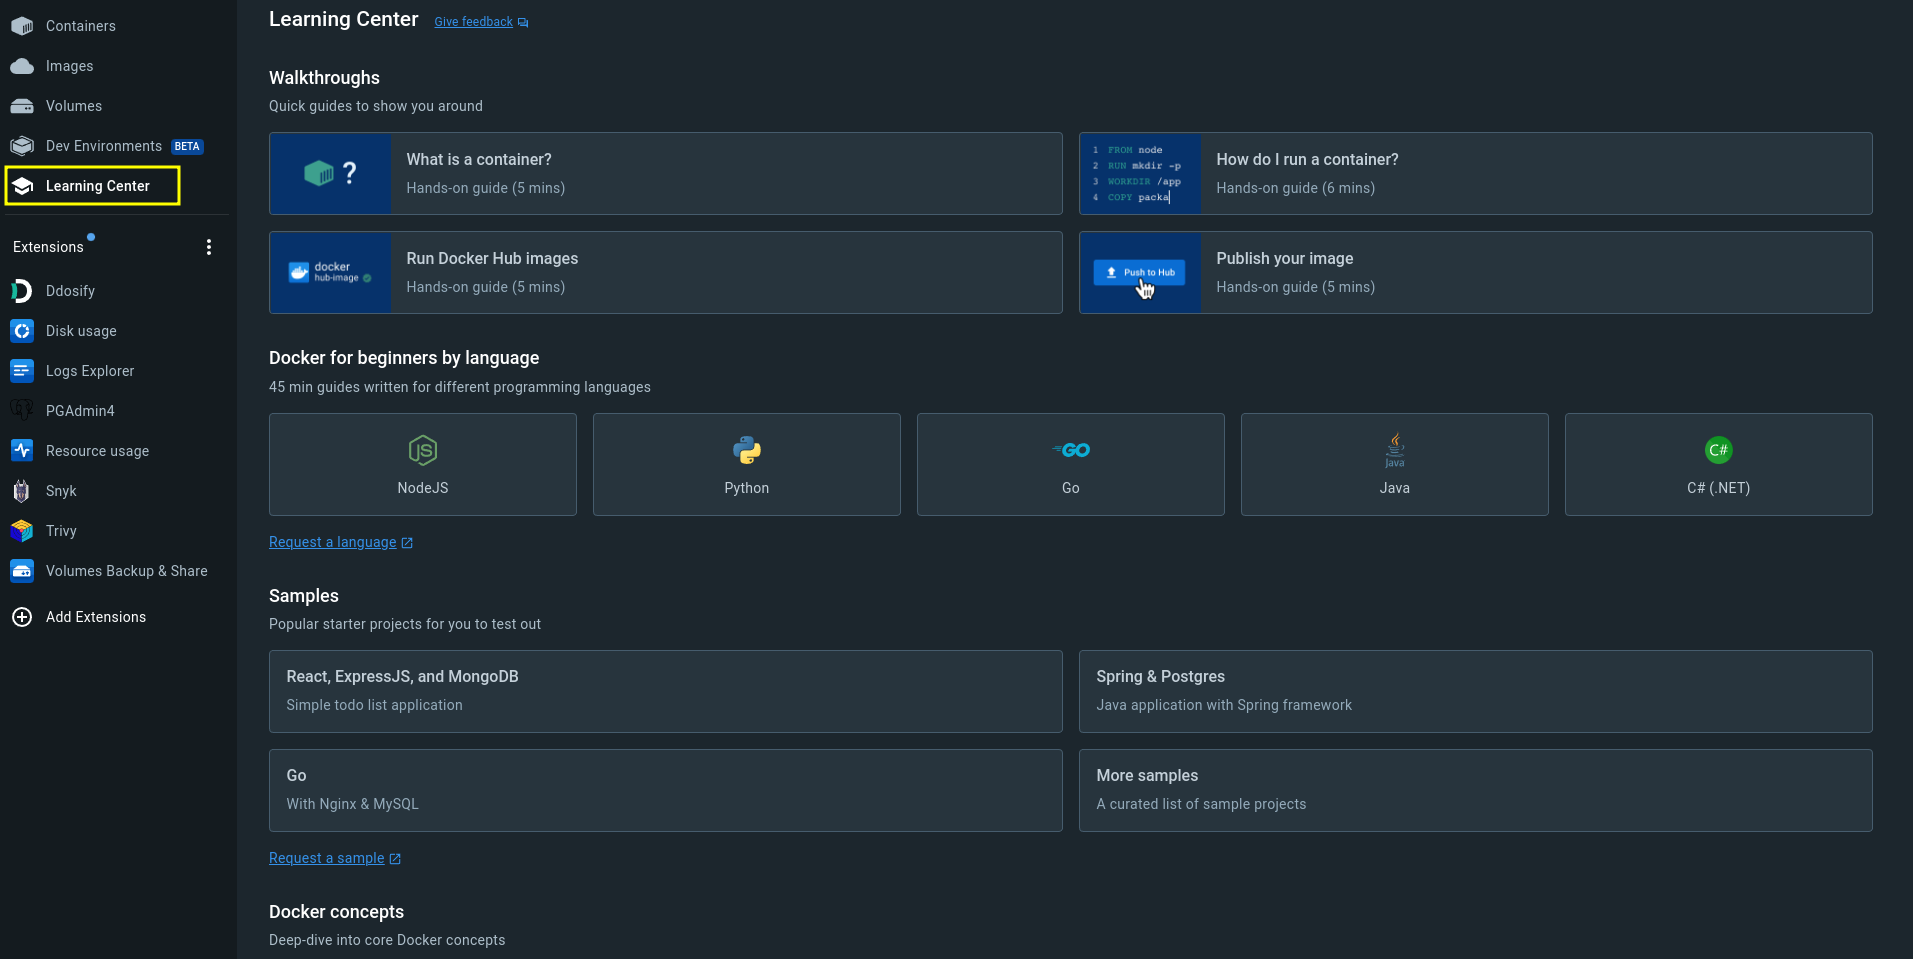 Containers
Images
Volumes
Dev Environments BETA
Learning Center
Extensions
Ddosify
Disk usage
Logs Explorer
PGAdmin4
Resource usage
Snyk
Trivy
Volumes Backup & Share
Add Extensions
Learning Center Give feedback
Walkthroughs
Quick guides to show you around
?
What is a container?
Hands-on guide (5 mins)
1 FROM node
2 RUN mkdir -p
3 WORKDIR /app
4 COPY packa
How do I run a container?
Hands-on guide (6 mins)
docker
hub-image
Run Docker Hub images
Hands-on guide (5 mins)
Push to Hub
Publish your image
Hands-on guide (5 mins)
Docker for beginners by language
45 min guides written for different programming languages
JS
NodeJS
Python
GO
Go
Java
Java
C#
C# (.NET)
Request a language
Samples
Popular starter projects for you to test out
React, ExpressJS, and MongoDB
Simple todo list application
Spring & Postgres
Java application with Spring framework
Go
With Nginx & MySQL
More samples
A curated list of sample projects
Request a sample
Docker concepts
Deep-dive into core Docker concepts